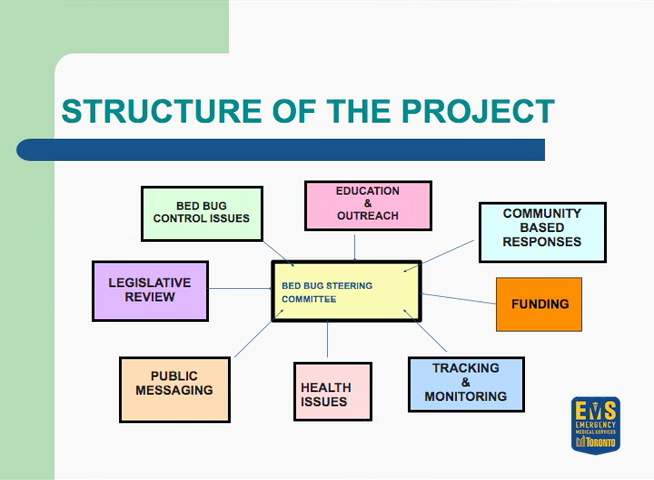 STRUCTURE OF THE PROJECT
BED BUG
CONTROL ISSUES
EDUCATION
&
OUTREACH
COMMUNITY
BASED
RESPONSES
LEGISLATIVE
REVIEW
BED BUG STEERING
COMMITTEE
FUNDING
PUBLIC
MESSAGING
HEALTH
ISSUES
TRACKING
&
MONITORING
EMS
EMERGENCY
MEDICAL SERVICES
TORONTO